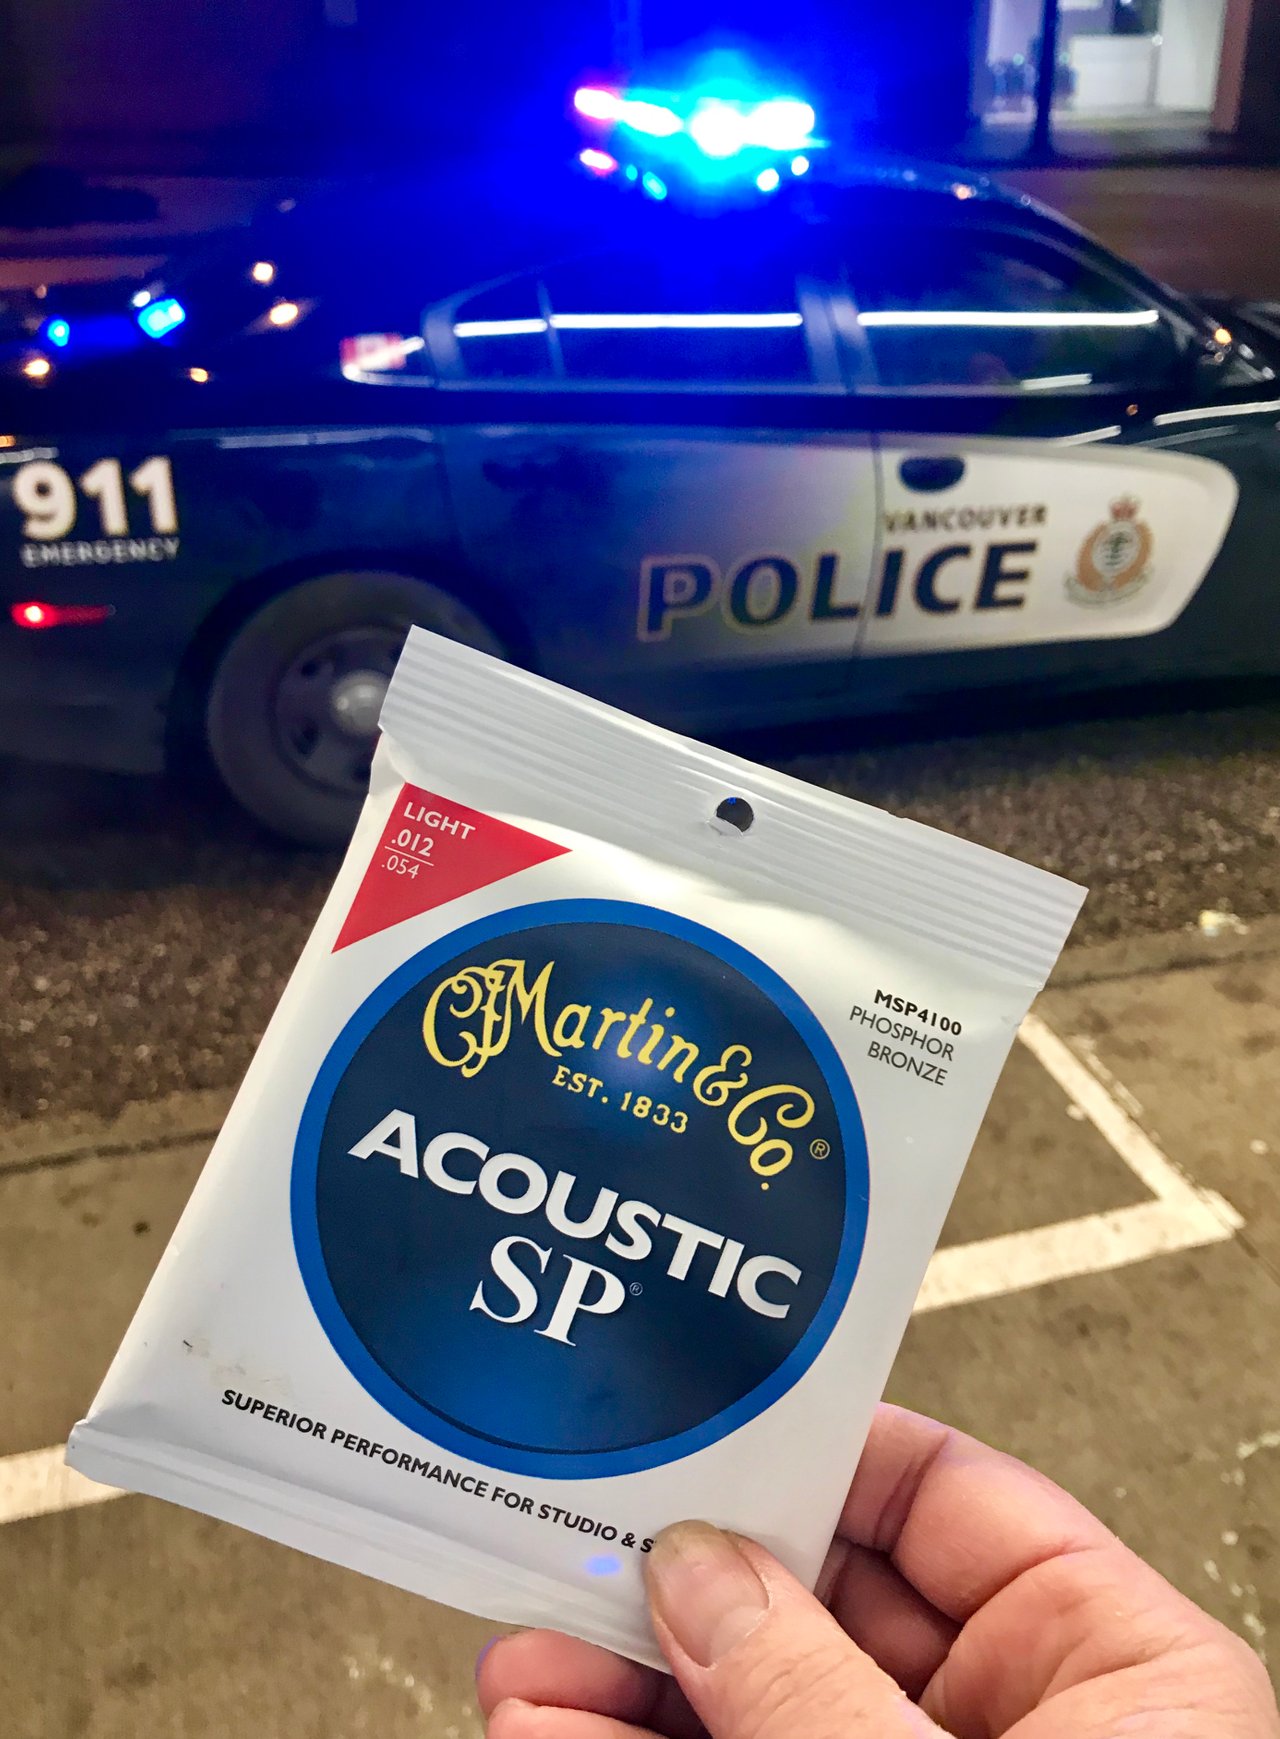 911
EMERGENCY
VANCOUVER
POLICE
LIGHT
.012
.054
CFMartin & Co.®
EST. 1833
MSP4100
PHOSPHOR
BRONZE
ACOUSTIC
SP®
SUPERIOR PERFORMANCE FOR STUDIO & S